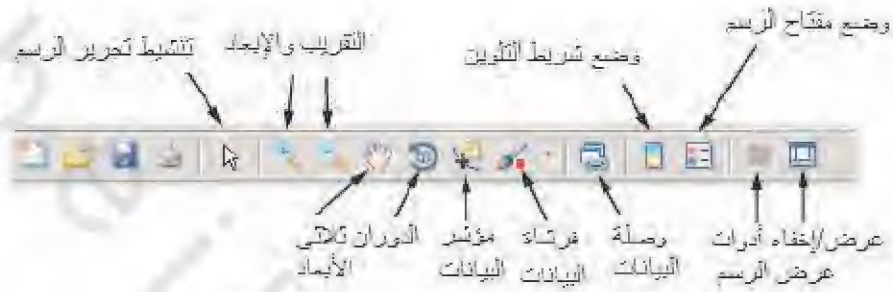 وضع مفتاح الرسم
وضع شريط التلوين
التقريب والإبعاد
تنشيط تحرير الرسم
الدوران ثلاثي
الأبعاد
مؤشر
البيانات
فرشاة
البيانات
وصلة
البيانات
عرض/إخفاء أدوات
عرض الرسم